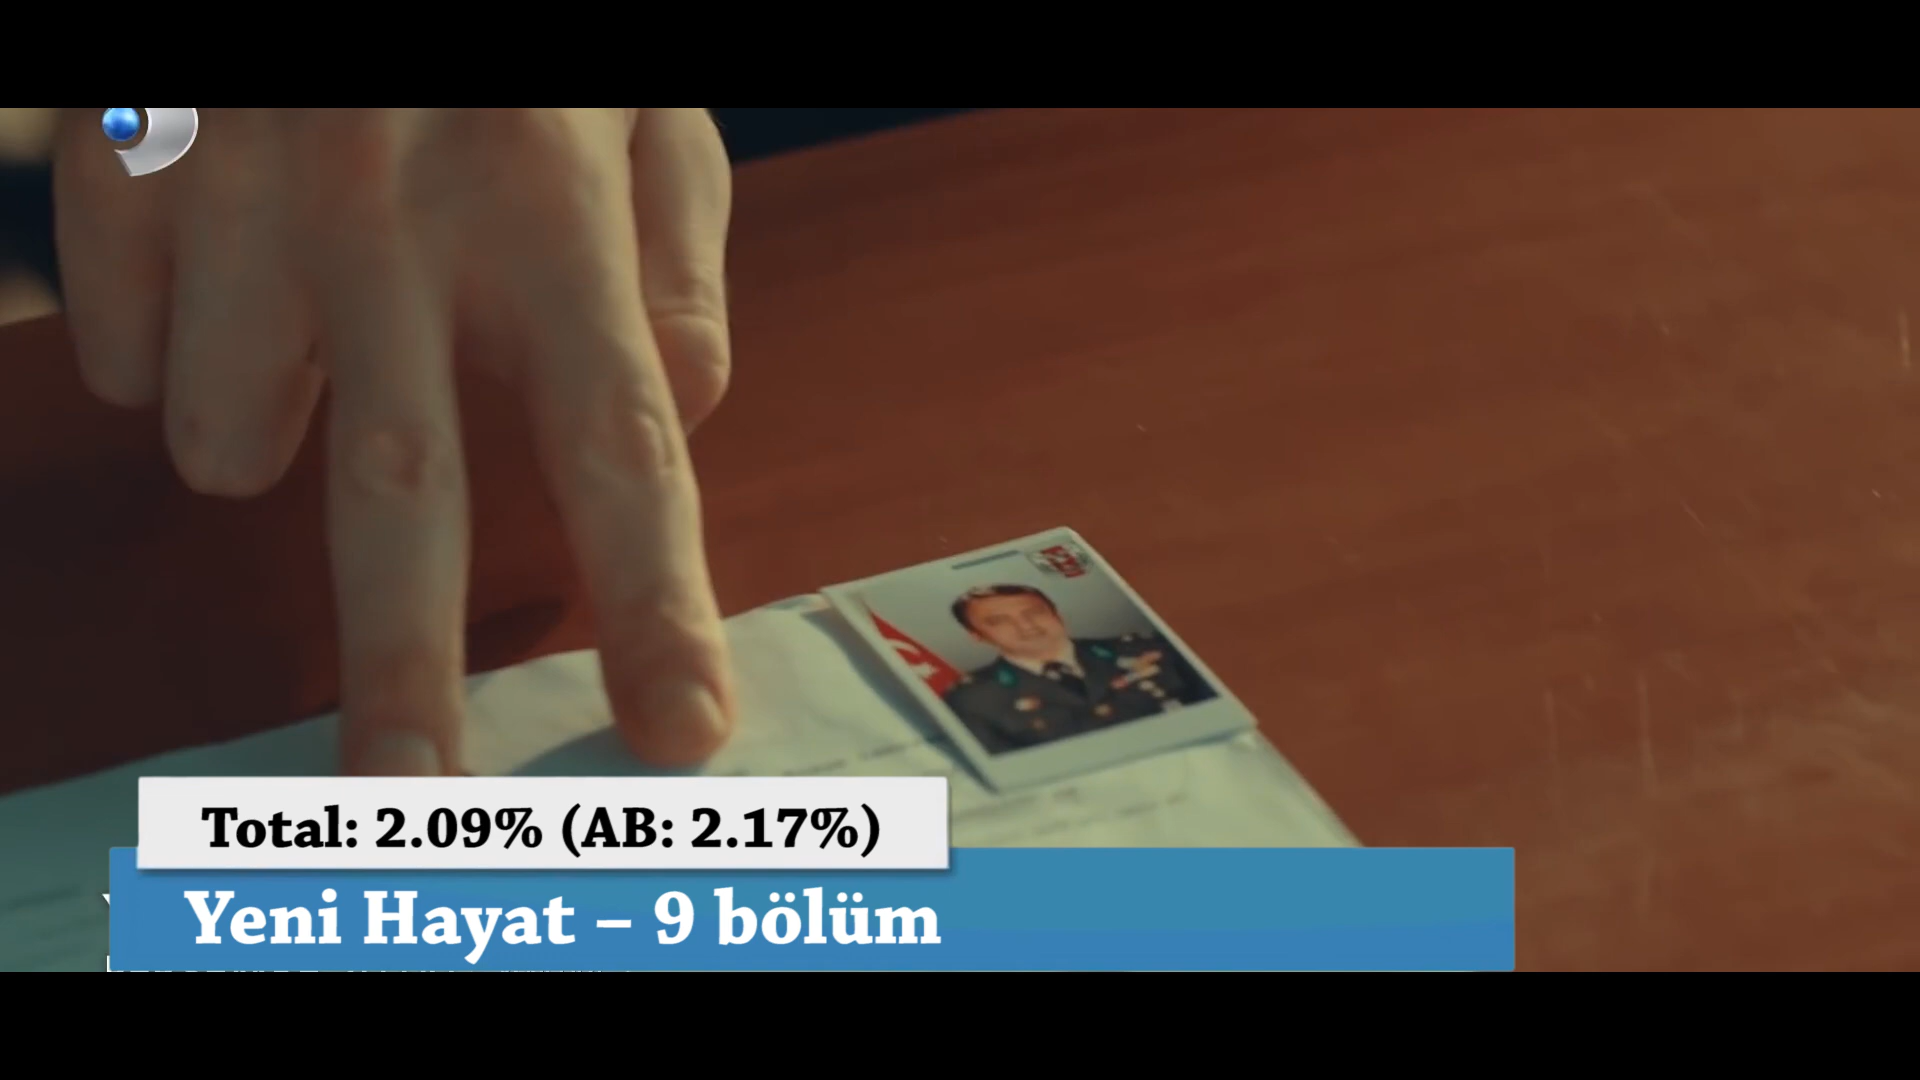 Total: 2.09% (AB: 2.17%)
Yeni Hayat – 9 bölüm